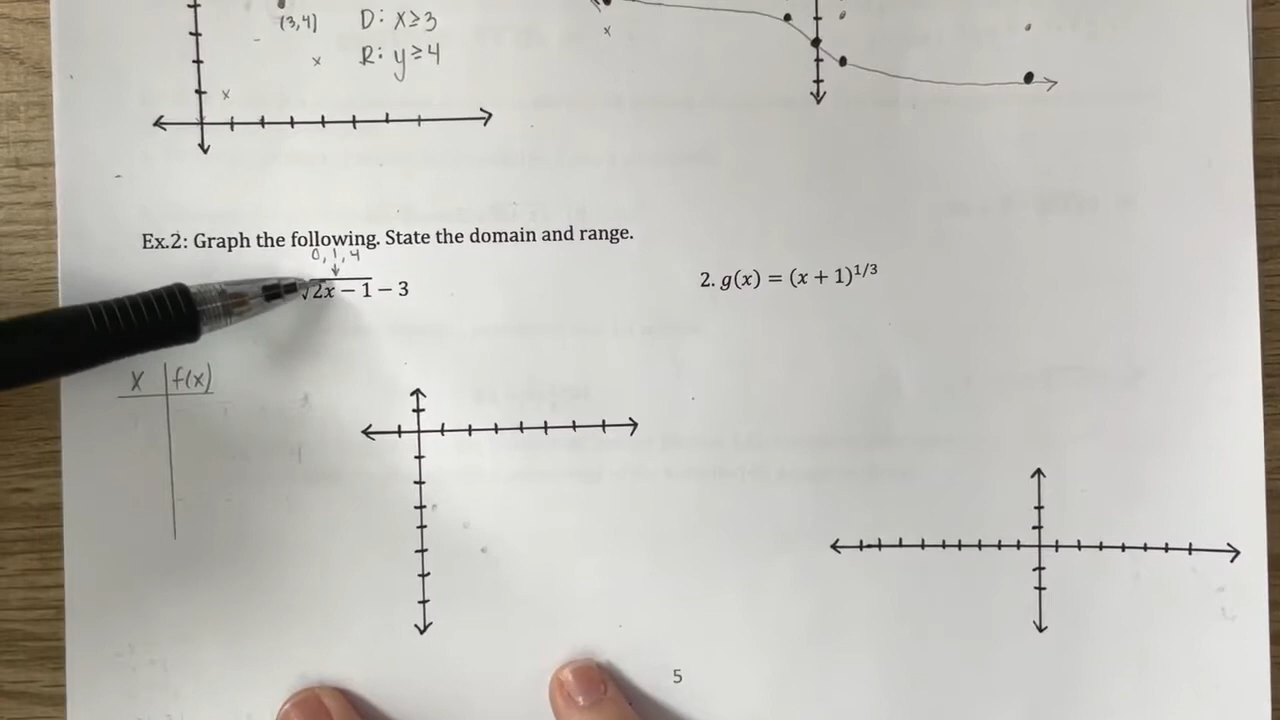 (3,4) D: x≥3
R: y≥4
Ex.2: Graph the following. State the domain and range.
0, 1, 4
√2x − 1 − 3
2. g(x) = (x + 1)^{1/3}
x f(x)
5